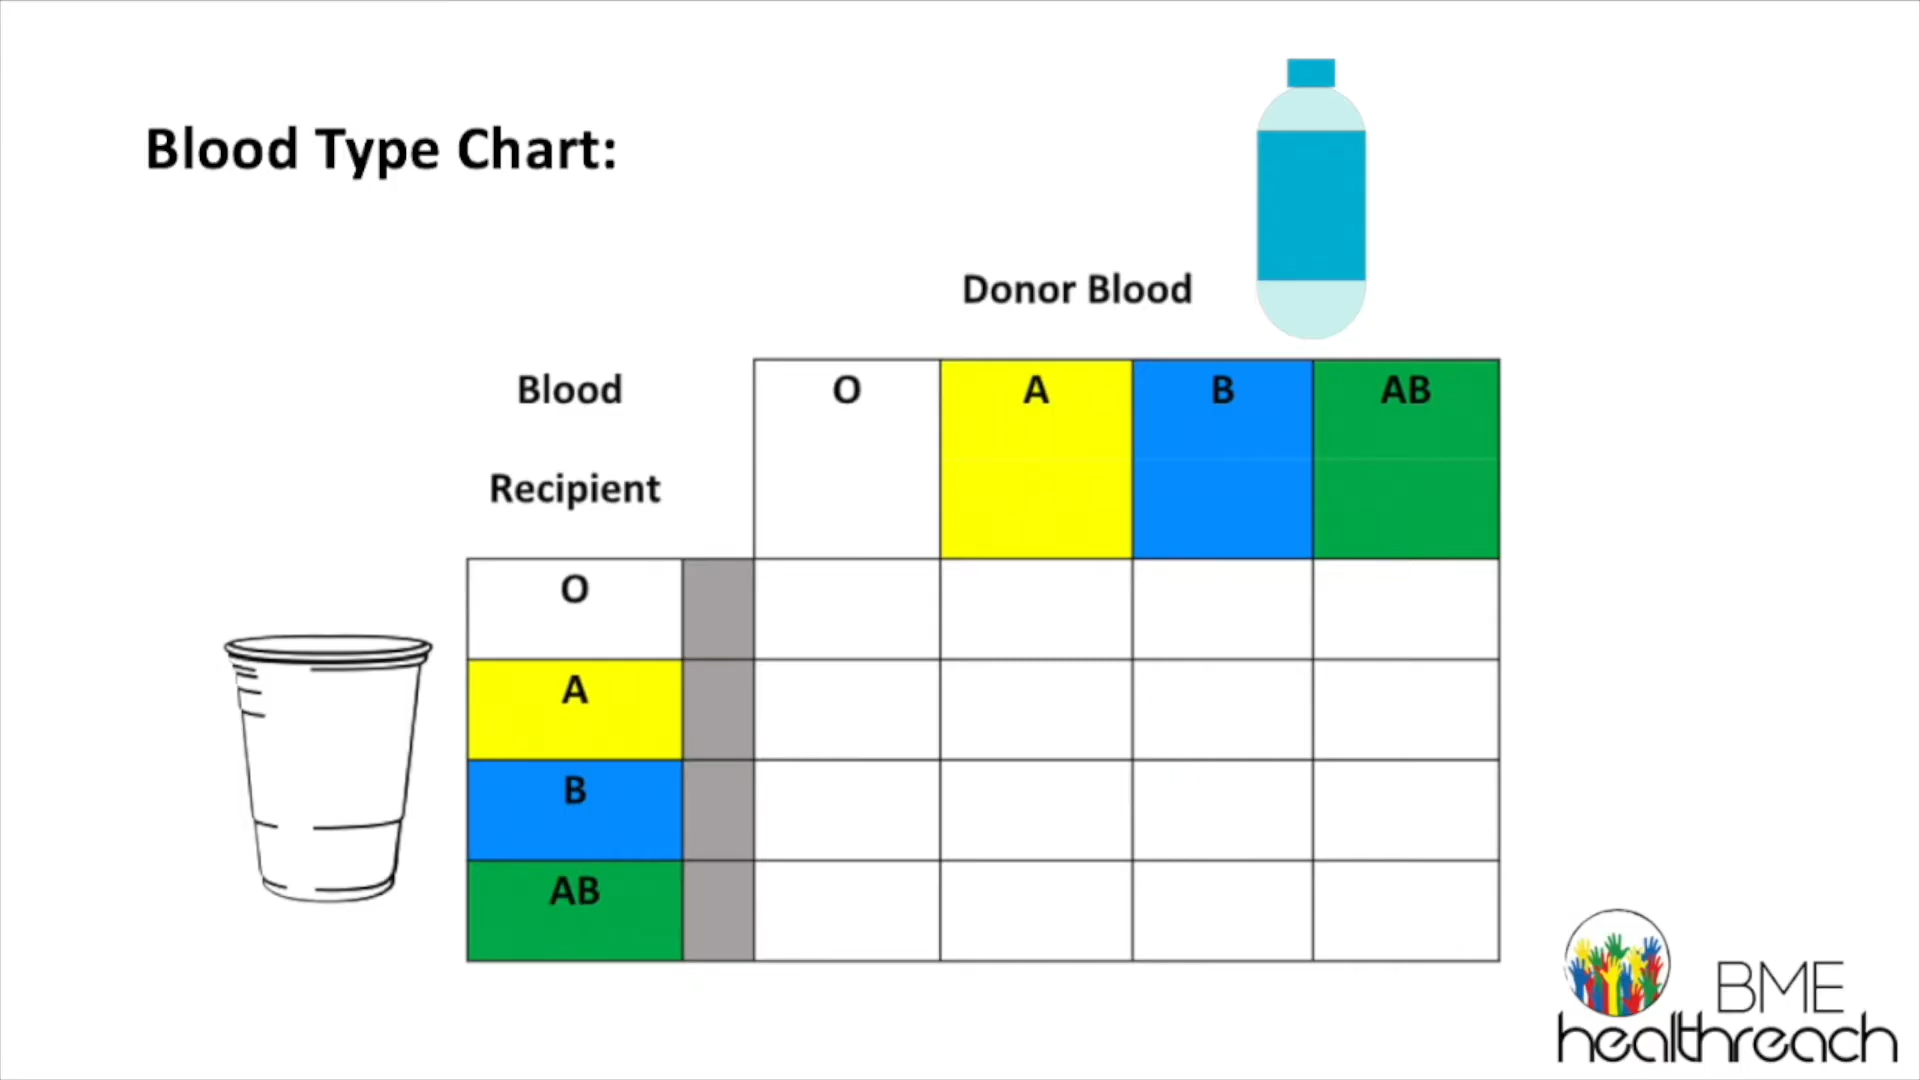 Blood Type Chart:
Donor Blood
Blood
Recipient
O A B AB
O
A
B
AB
BME
healthreach